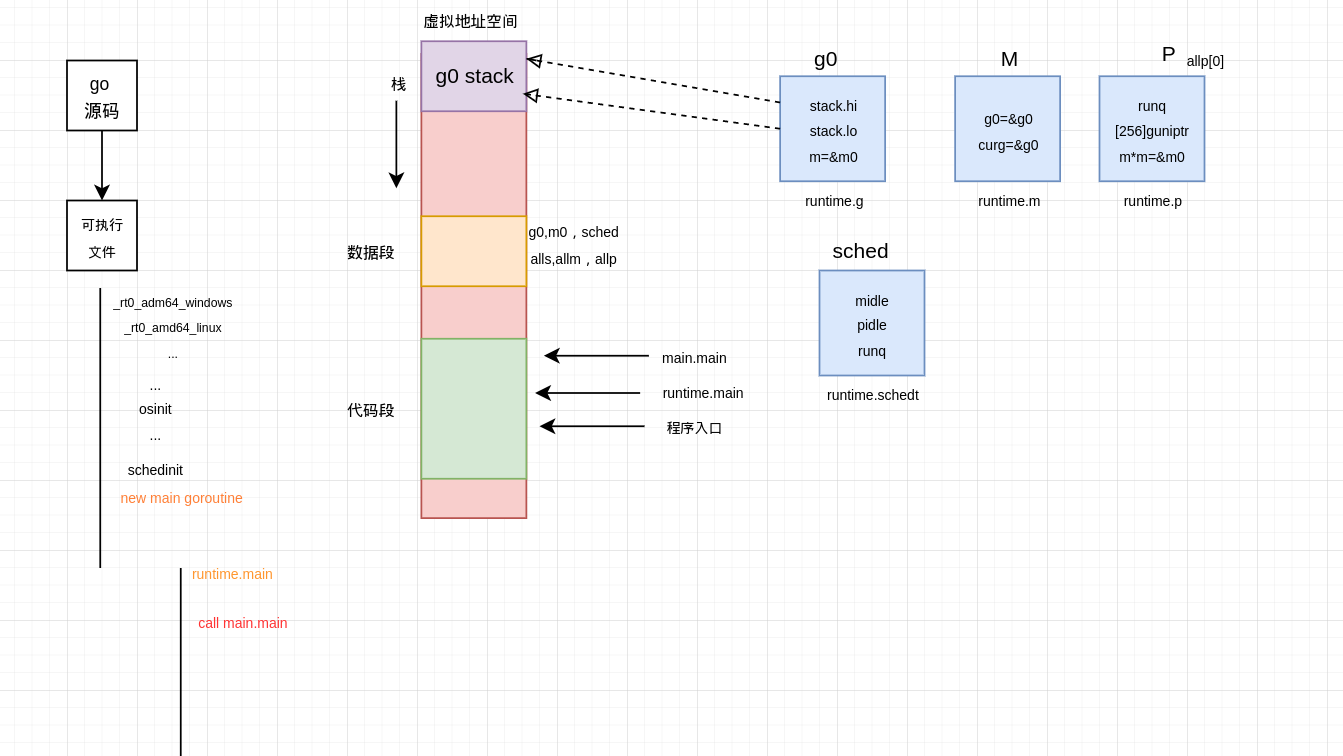 虚拟地址空间
go
源码
可执行
文件
_rt0_adm64_windows
_rt0_amd64_linux
...
...
osinit
...
schedinit
new main goroutine
runtime.main
call main.main
栈
g0 stack
数据段
g0,m0，sched
alls,allm，allp
代码段
main.main
runtime.main
程序入口
g0
stack.hi
stack.lo
m=&m0
runtime.g
M
g0=&g0
curg=&g0
runtime.m
P
allp[0]
runq
[256]guniptr
m*m=&m0
runtime.p
sched
midle
pidle
runq
runtime.schedt